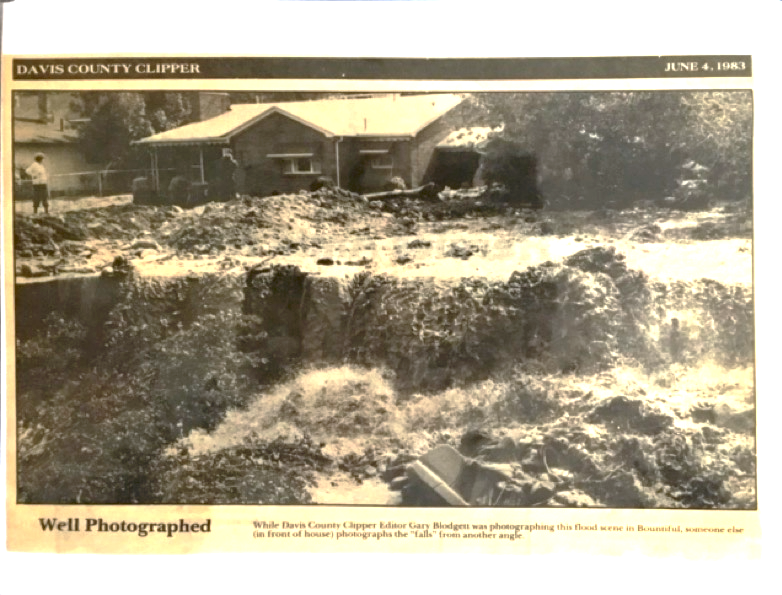 DAVIS COUNTY CLIPPER
JUNE 4, 1983
Well Photographed
While Davis County Clipper Editor Gary Blodgett was photographing this flood scene in Bountiful, someone else
(in front of house) photographs the "falls" from another angle.